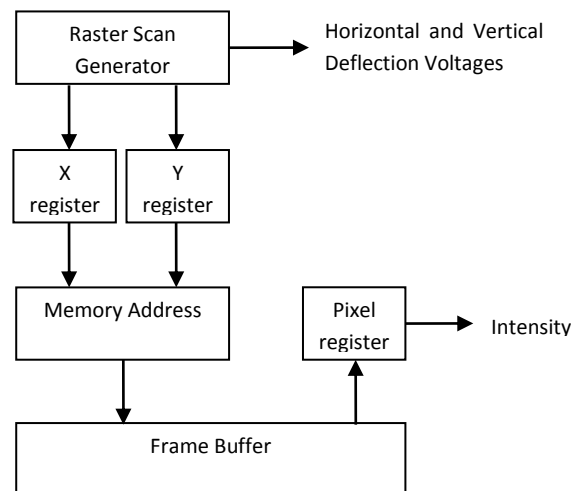 Raster Scan
Generator
Horizontal and Vertical
Deflection Voltages
X
register
Y
register
Memory Address
Pixel
register
Intensity
Frame Buffer